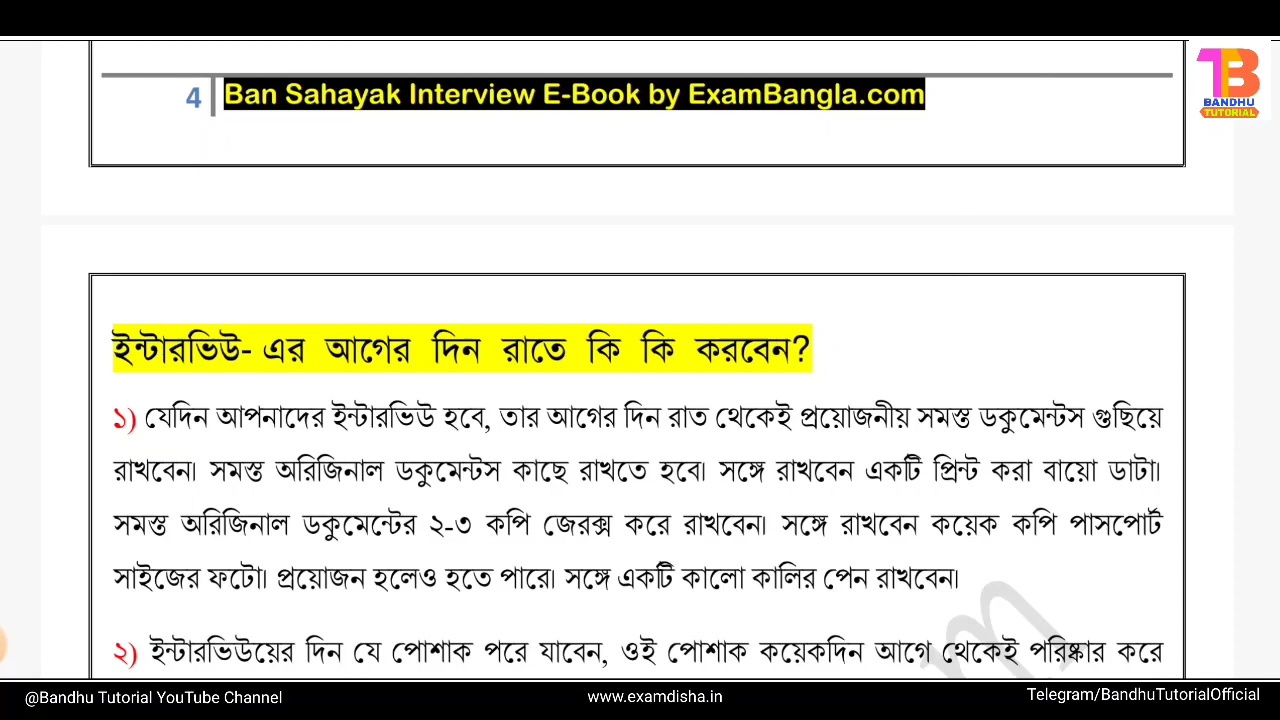 4 Ban Sahayak Interview E-Book by ExamBangla.com
TB
BANDHU
TUTORIAL
ইন্টারভিউ- এর আগের দিন রাতে কি কি করবেন?
১) যেদিন আপনাদের ইন্টারভিউ হবে, তার আগের দিন রাত থেকেই প্রয়োজনীয় সমস্ত ডকুমেন্টস গুছিয়ে
রাখবেন। সমস্ত অরিজিনাল ডকুমেন্টস কাছে রাখতে হবে। সঙ্গে রাখবেন একটি প্রিন্ট করা বায়ো ডাটা।
সমস্ত অরিজিনাল ডকুমেন্টের ২-৩ কপি জেরক্স করে রাখবেন। সঙ্গে রাখবেন কয়েক কপি পাসপোর্ট
সাইজের ফটো। প্রয়োজন হলেও হতে পারে। সঙ্গে একটি কালো কালির পেন রাখবেন।
২) ইন্টারভিউয়ের দিন যে পোশাক পরে যাবেন, ওই পোশাক কয়েকদিন আগে থেকেই পরিষ্কার করে
m
@Bandhu Tutorial YouTube Channel
www.examdisha.in
Telegram/BandhuTutorialOfficial